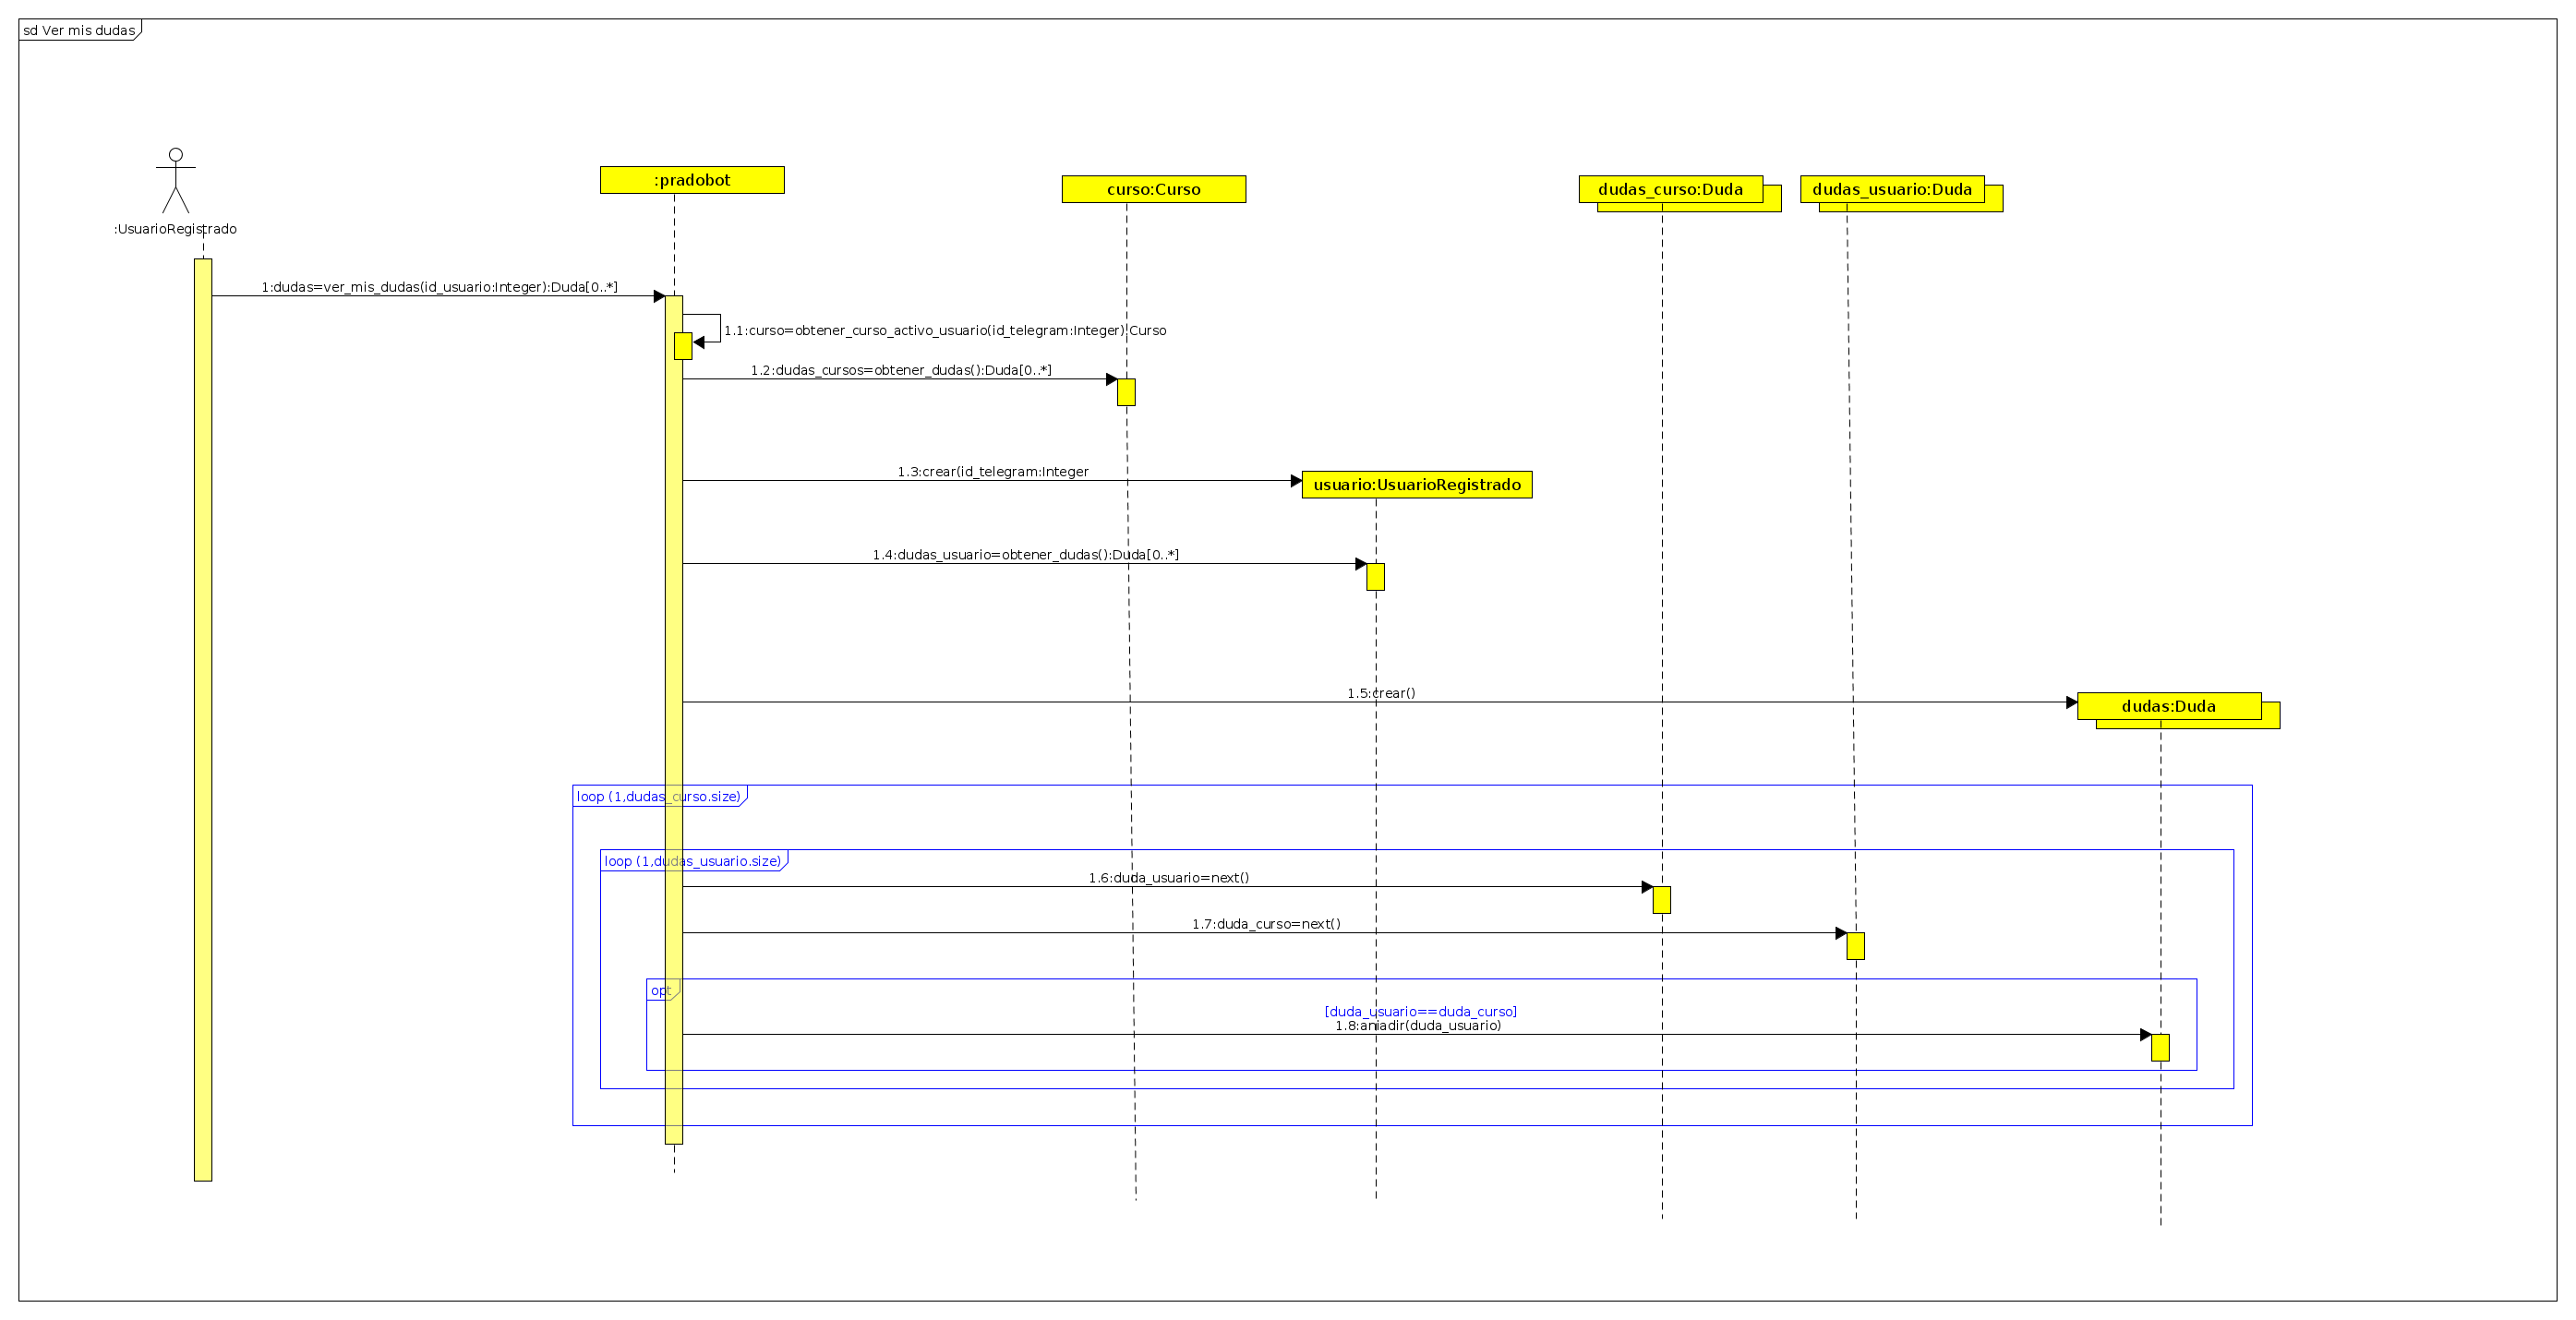 sd Ver mis dudas
:UsuarioRegistrado
:pradobot
curso:Curso
dudas_curso:Duda
dudas_usuario:Duda
1:dudas=ver_mis_dudas(id_usuario:Integer):Duda[0..*]
1.1:curso=obtener_curso_activo_usuario(id_telegram:Integer):Curso
1.2:dudas_cursos=obtener_dudas():Duda[0..*]
1.3:crear(id_telegram:Integer
usuario:UsuarioRegistrado
1.4:dudas_usuario=obtener_dudas():Duda[0..*]
1.5:crear()
dudas:Duda
loop (1,dudas_curso.size)
loop (1,dudas_usuario.size)
1.6:duda_usuario=next()
1.7:duda_curso=next()
opt
[duda_usuario==duda_curso]
1.8:aniadir(duda_usuario)